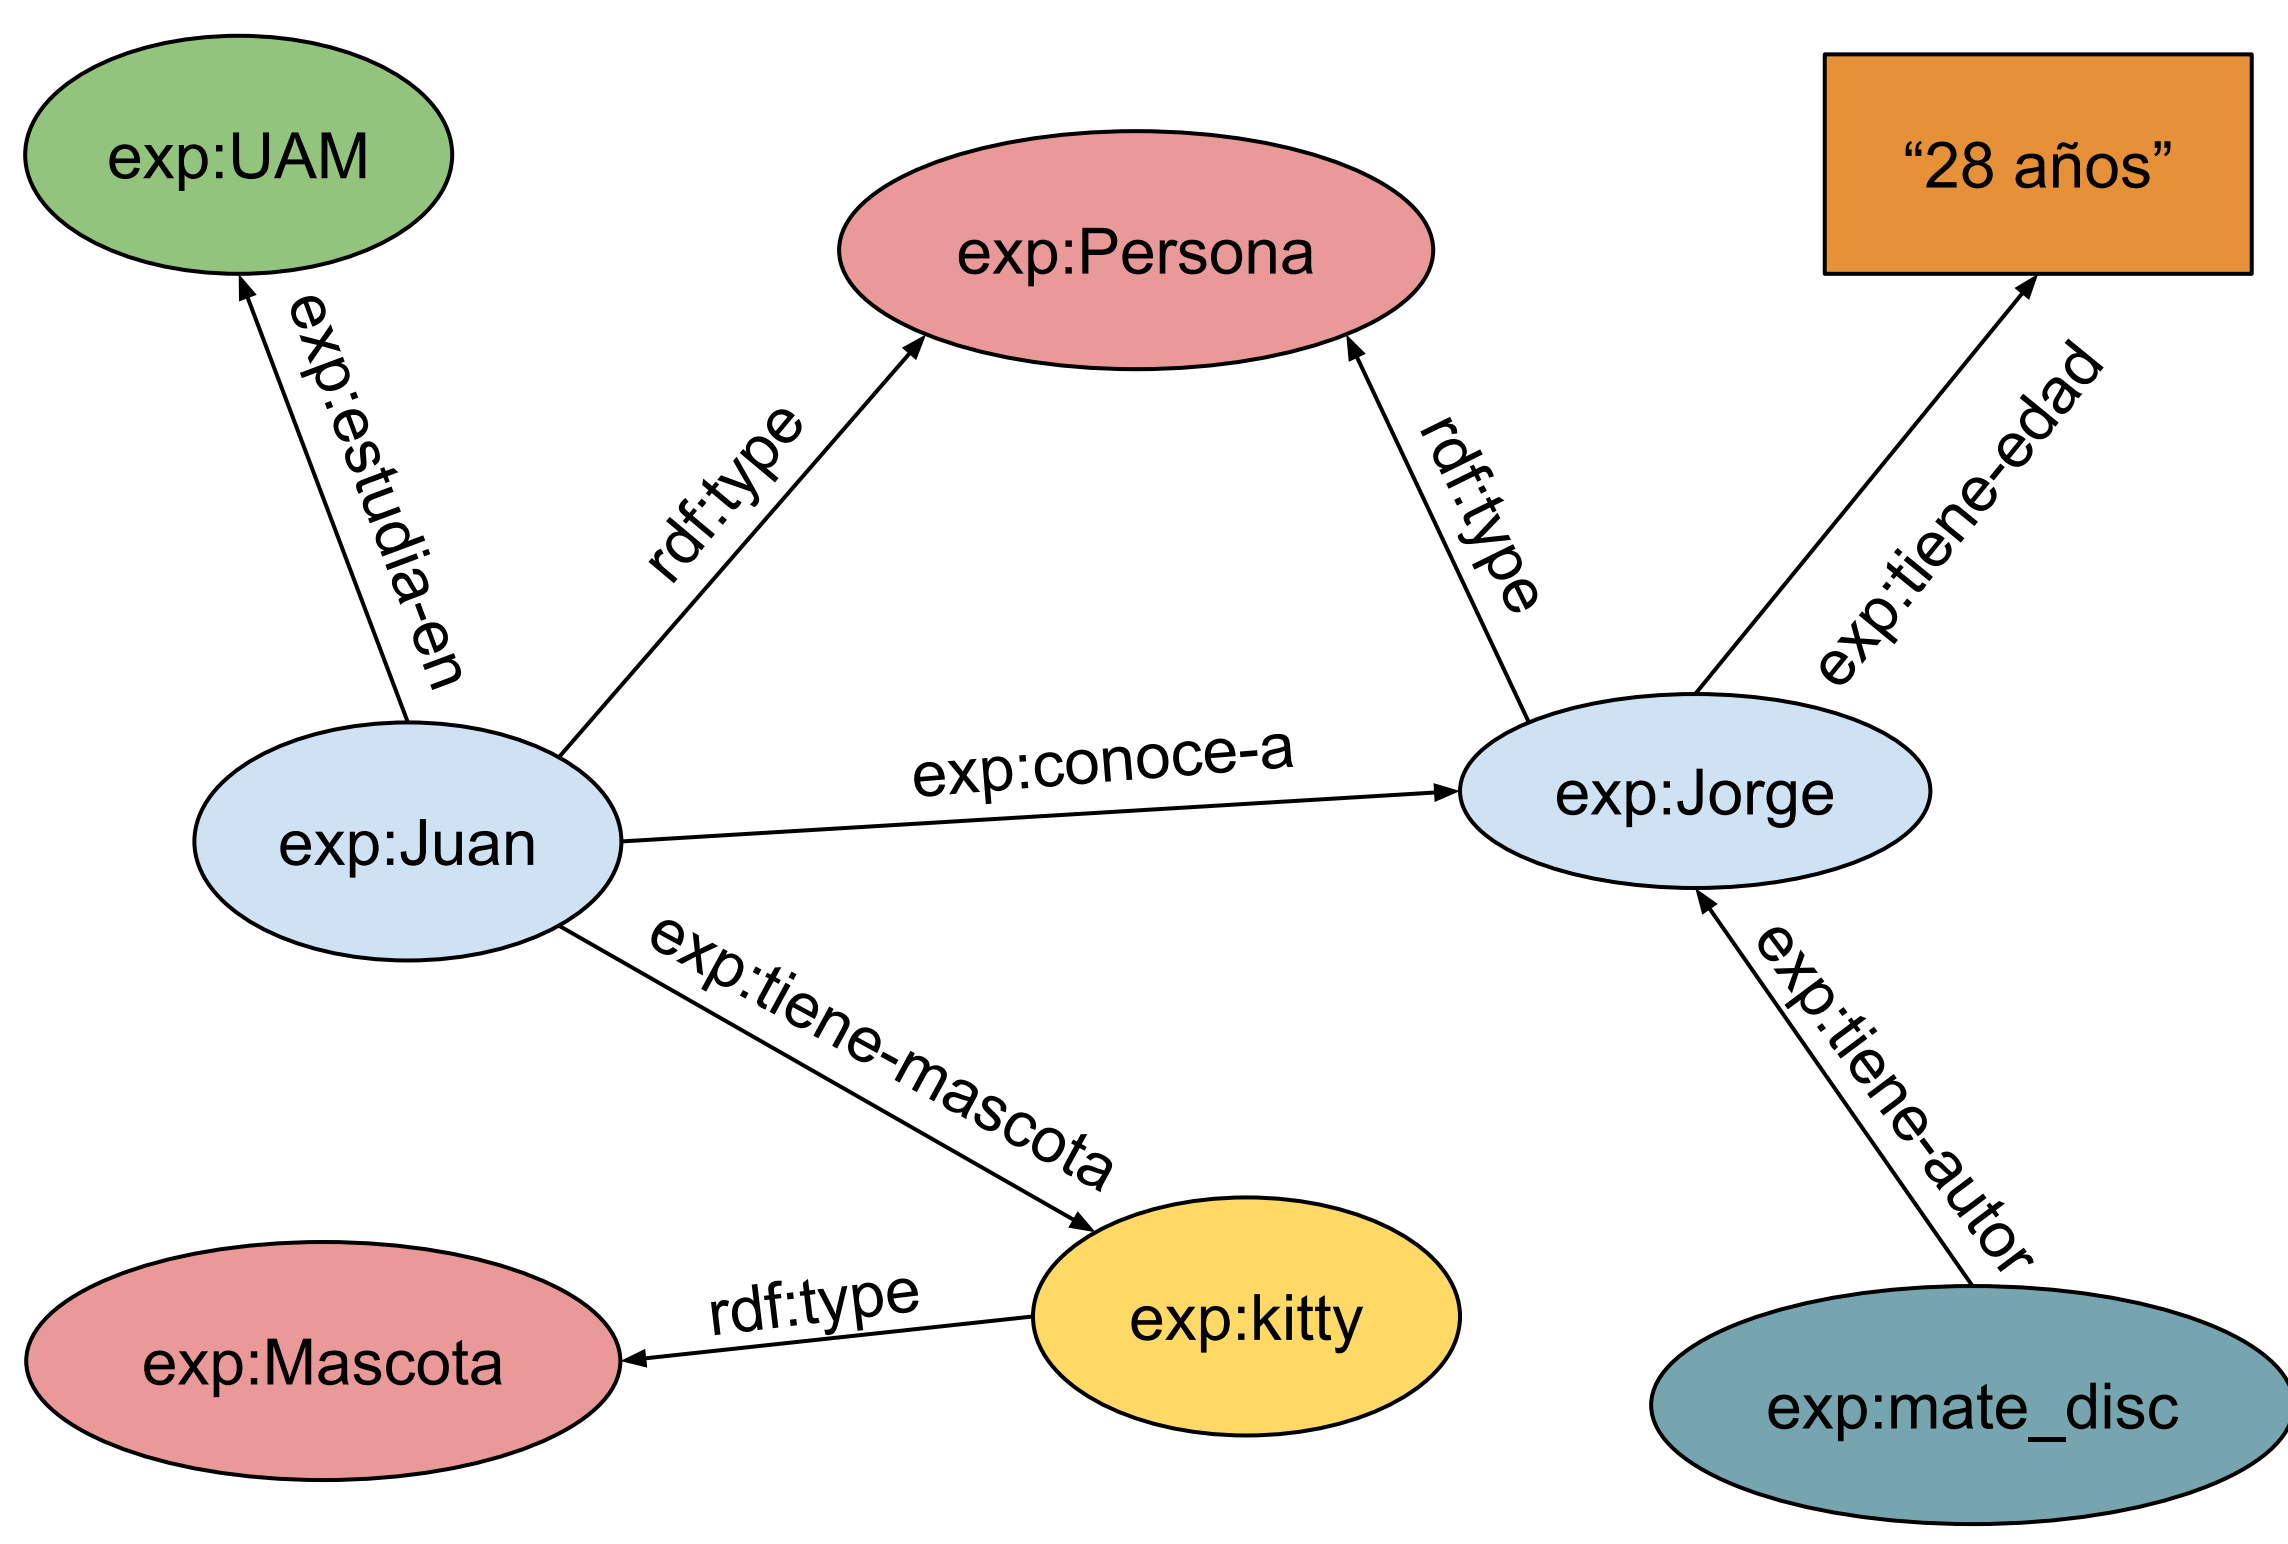 exp:UAM
exp:Persona
“28 años”
exp:estudia-en
rdf:type
rdf:type
exp:tiene-edad
exp:conoce-a
exp:Juan
exp:Jorge
exp:tiene-mascota
exp:tiene-autor
rdf:type
exp:kitty
exp:Mascota
exp:mate_disc